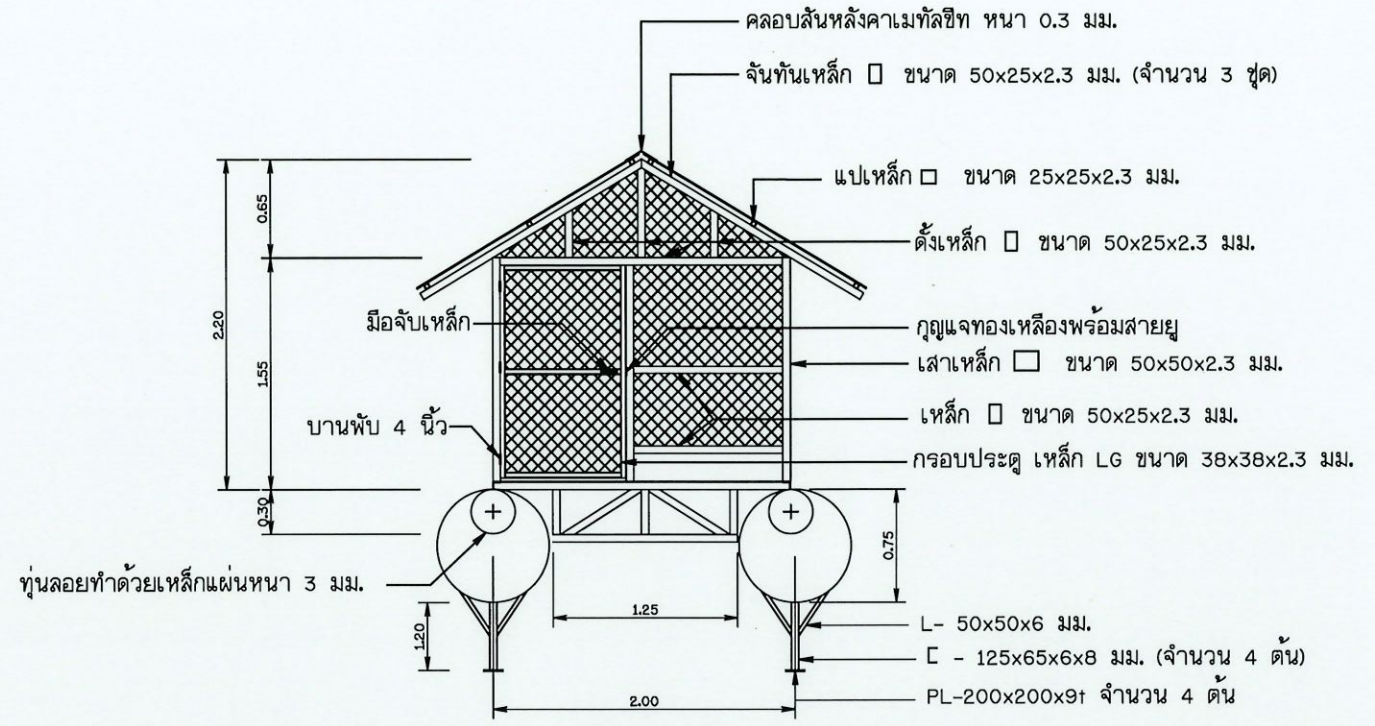 คลอบสันหลังคาเมทัลชีท หนา 0.3 มม.
จันทันเหล็ก ขนาด 50x25x2.3 มม. (จำนวน 3 ชุด)
แปเหล็ก ขนาด 25x25x2.3 มม.
ดั้งเหล็ก ขนาด 50x25x2.3 มม.
0.65
2.20
1.55
มือจับเหล็ก
กุญแจทองเหลืองพร้อมสายยู
เสาเหล็ก ขนาด 50x50x2.3 มม.
เหล็ก ขนาด 50x25x2.3 มม.
บานพับ 4 นิ้ว
กรอบประตู เหล็ก LG ขนาด 38x38x2.3 มม.
0.30
0.75
ทุ่นลอยทำด้วยเหล็กแผ่นหนา 3 มม.
1.25
1.20
L- 50x50x6 มม.
[ - 125x65x6x8 มม. (จำนวน 4 ต้น)
PL-200x200x9t จำนวน 4 ต้น
2.00